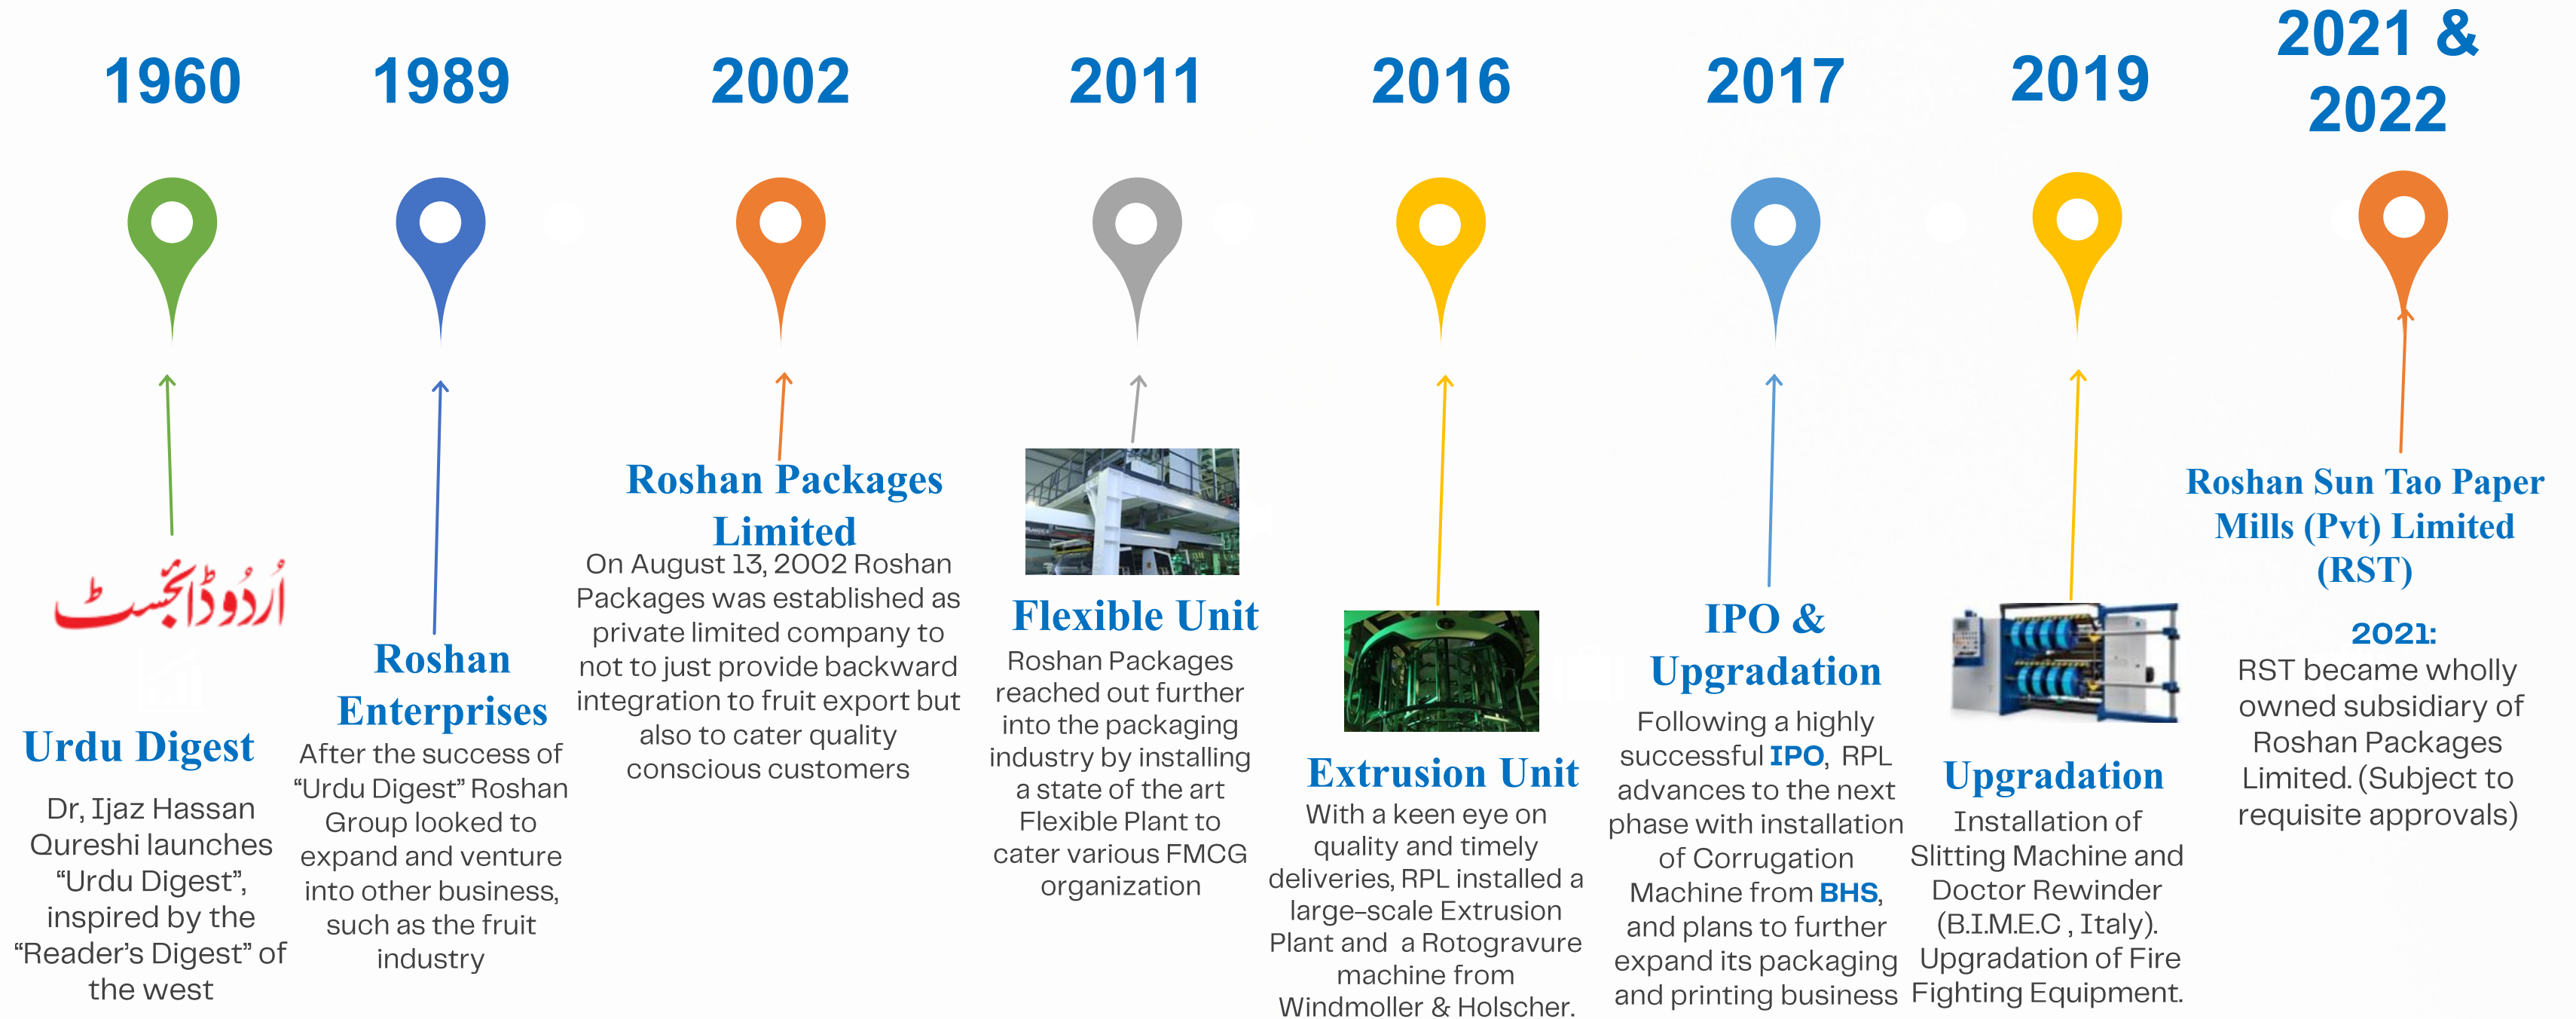 1960
اُردُو ڈائجسٹ
Urdu Digest
Dr, Ijaz Hassan
Qureshi launches
“Urdu Digest”,
inspired by the
“Reader’s Digest” of
the west
1989
Roshan
Enterprises
After the success of
“Urdu Digest” Roshan
Group looked to
expand and venture
into other business,
such as the fruit
industry
2002
Roshan Packages
Limited
On August 13, 2002 Roshan
Packages was established as
private limited company to
not to just provide backward
integration to fruit export but
also to cater quality
conscious customers
2011
Flexible Unit
Roshan Packages
reached out further
into the packaging
industry by installing
a state of the art
Flexible Plant to
cater various FMCG
organization
2016
Extrusion Unit
With a keen eye on
quality and timely
deliveries, RPL installed a
large-scale Extrusion
Plant and a Rotogravure
machine from
Windmoller & Holscher.
2017
IPO &
Upgradation
Following a highly
successful IPO, RPL
advances to the next
phase with installation
of Corrugation
Machine from BHS,
and plans to further
expand its packaging
and printing business
2019
Upgradation
Installation of
Slitting Machine and
Doctor Rewinder
(B.I.M.E.C , Italy).
Upgradation of Fire
Fighting Equipment.
2021 &
2022
Roshan Sun Tao Paper
Mills (Pvt) Limited
(RST)
2021:
RST became wholly
owned subsidiary of
Roshan Packages
Limited. (Subject to
requisite approvals)